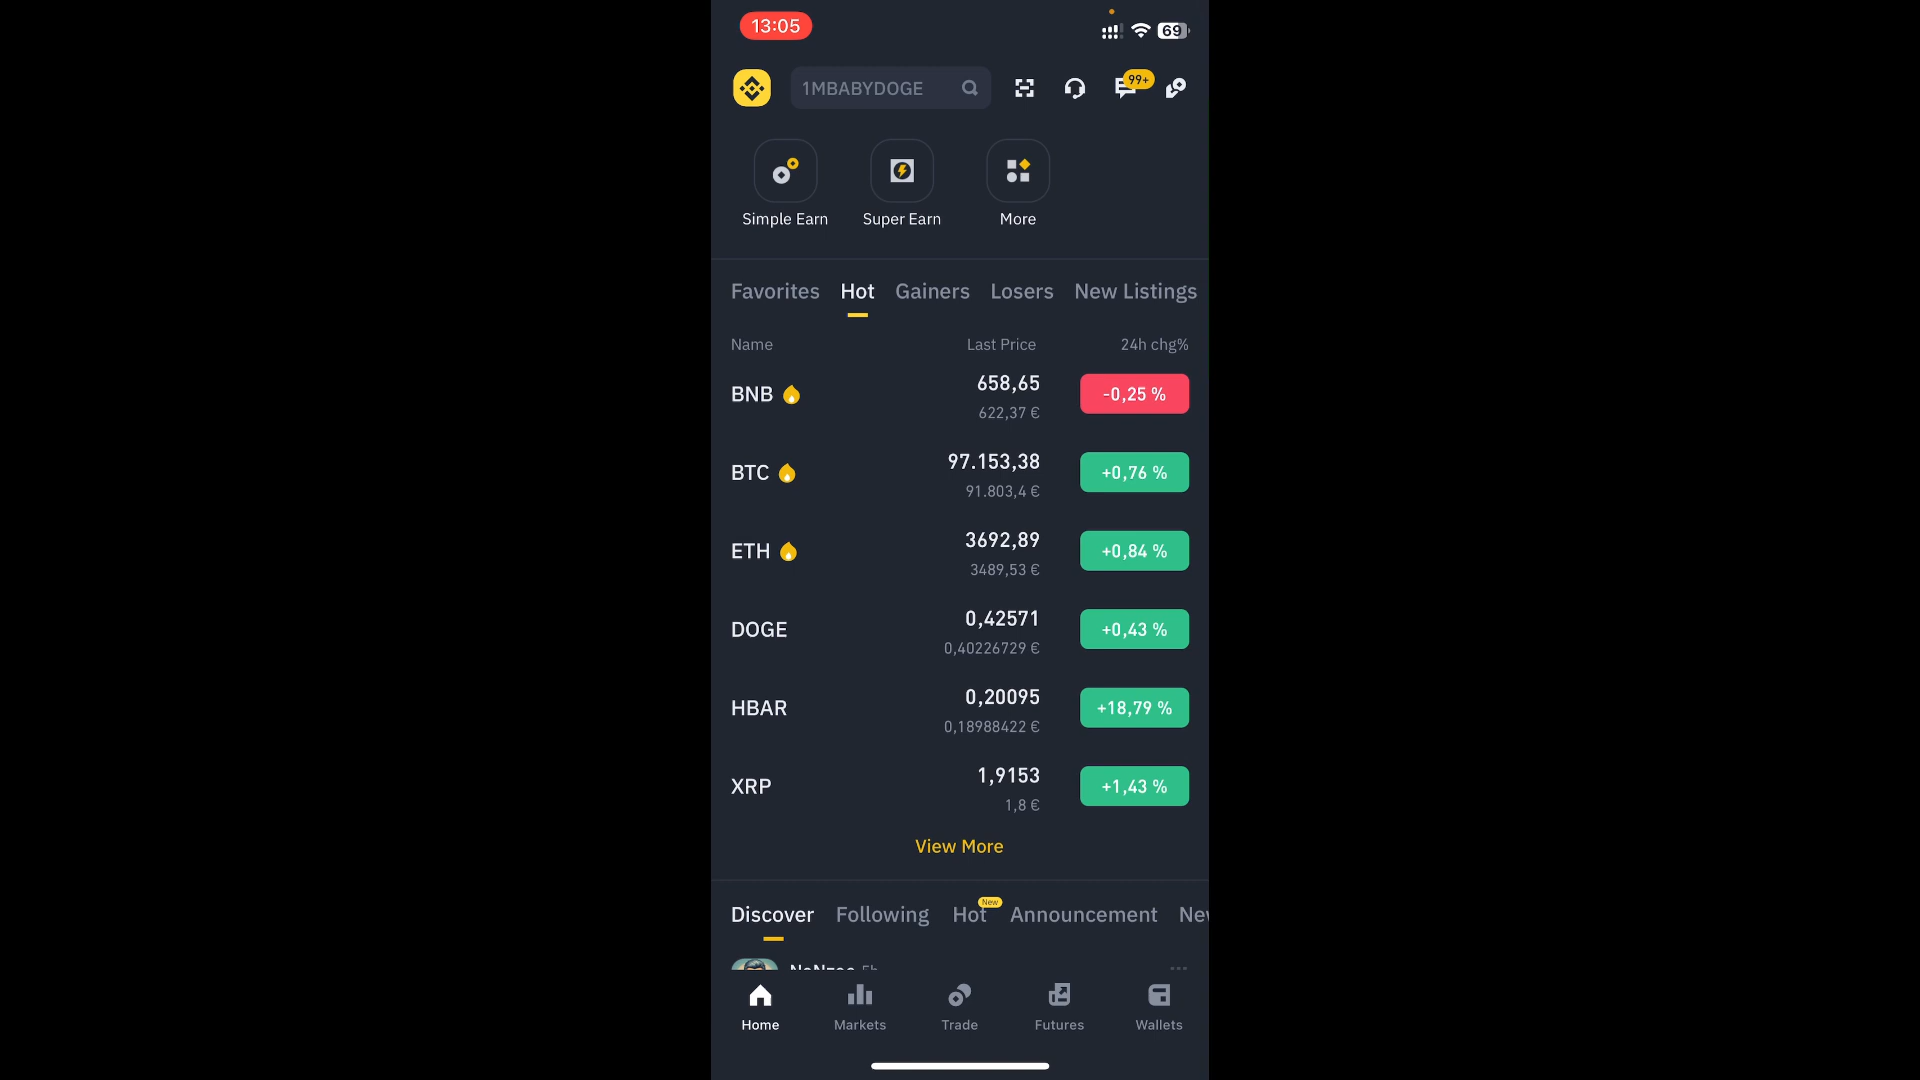 13:05
69
1MBABYDOGE
99+
Simple Earn Super Earn More
Favorites Hot Gainers Losers New Listings
Name Last Price 24h chg%
BNB 658,65 -0,25 %
622,37 €
BTC 97.153,38 +0,76 %
91.803,4 €
ETH 3692,89 +0,84 %
3489,53 €
DOGE 0,42571 +0,43 %
0,40226729 €
HBAR 0,20095 +18,79 %
0,18988422 €
XRP 1,9153 +1,43 %
1,8 €
View More
New
Discover Following Hot Announcement
Home Markets Trade Futures Wallets